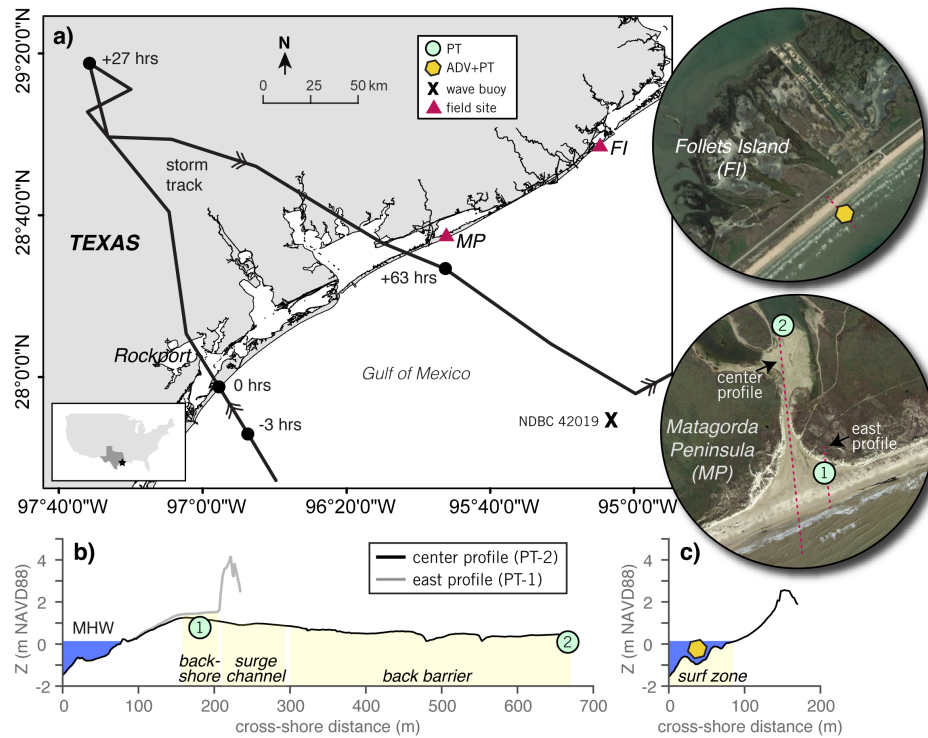 a)
+27 hrs
N
0 25 50 km
PT
ADV+PT
X wave buoy
field site
storm
track
FI
TEXAS
MP
+63 hrs
Rockport
0 hrs
Gulf of Mexico
-3 hrs
NDBC 42019 X
29°20'0"N
28°40'0"N
28°0'0"N
97°40'0"W 97°0'0"W 96°20'0"W 95°40'0"W 95°0'0"W
Follets Island
(FI)
2
center
profile
Matagorda
Peninsula
(MP)
east
profile
1
b)
center profile (PT-2)
east profile (PT-1)
Z (m NAVD88)
4
2
0
-2
MHW
1
2
back-
shore
surge
channel
back barrier
0 100 200 300 400 500 600 700
cross-shore distance (m)
c)
Z (m NAVD88)
4
2
0
-2
surf zone
0 200
cross-shore distance (m)